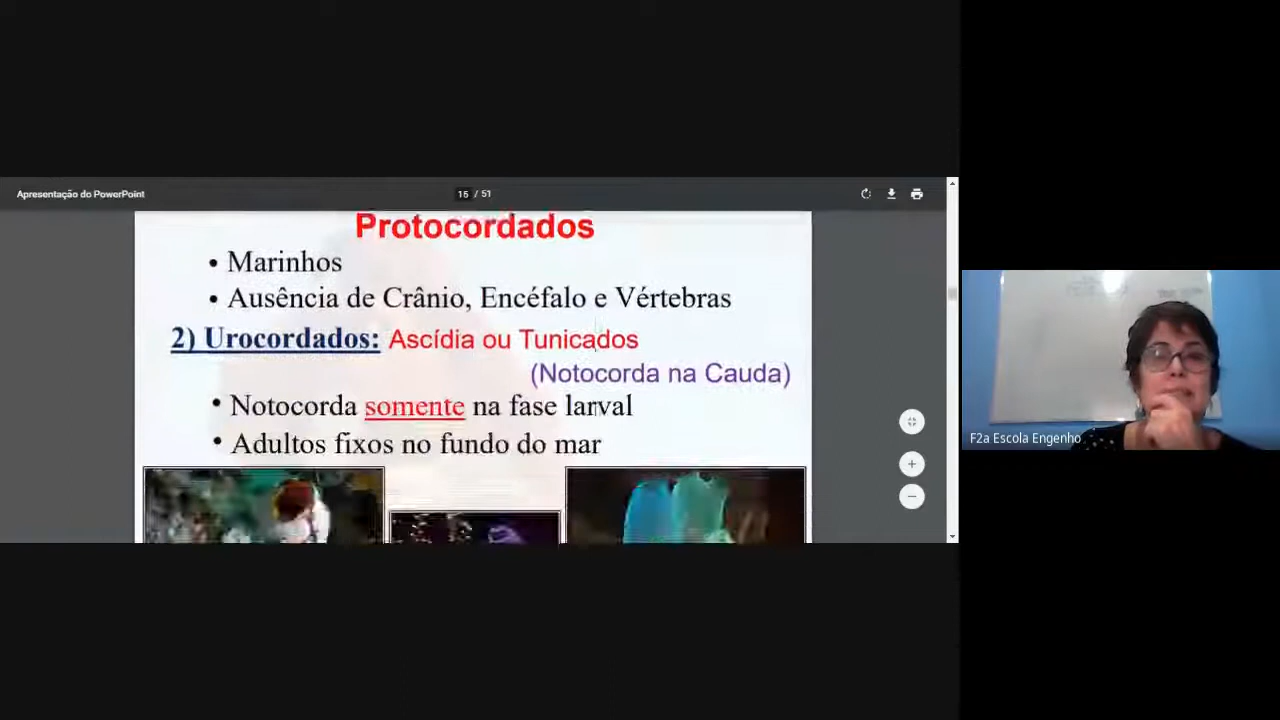 Apresentação do PowerPoint
15 / 51
Protocordados
• Marinhos
• Ausência de Crânio, Encéfalo e Vértebras
2) Urocordados: Ascídia ou Tunicados
(Notocorda na Cauda)
• Notocorda somente na fase larval
• Adultos fixos no fundo do mar
F2a Escola Engenho